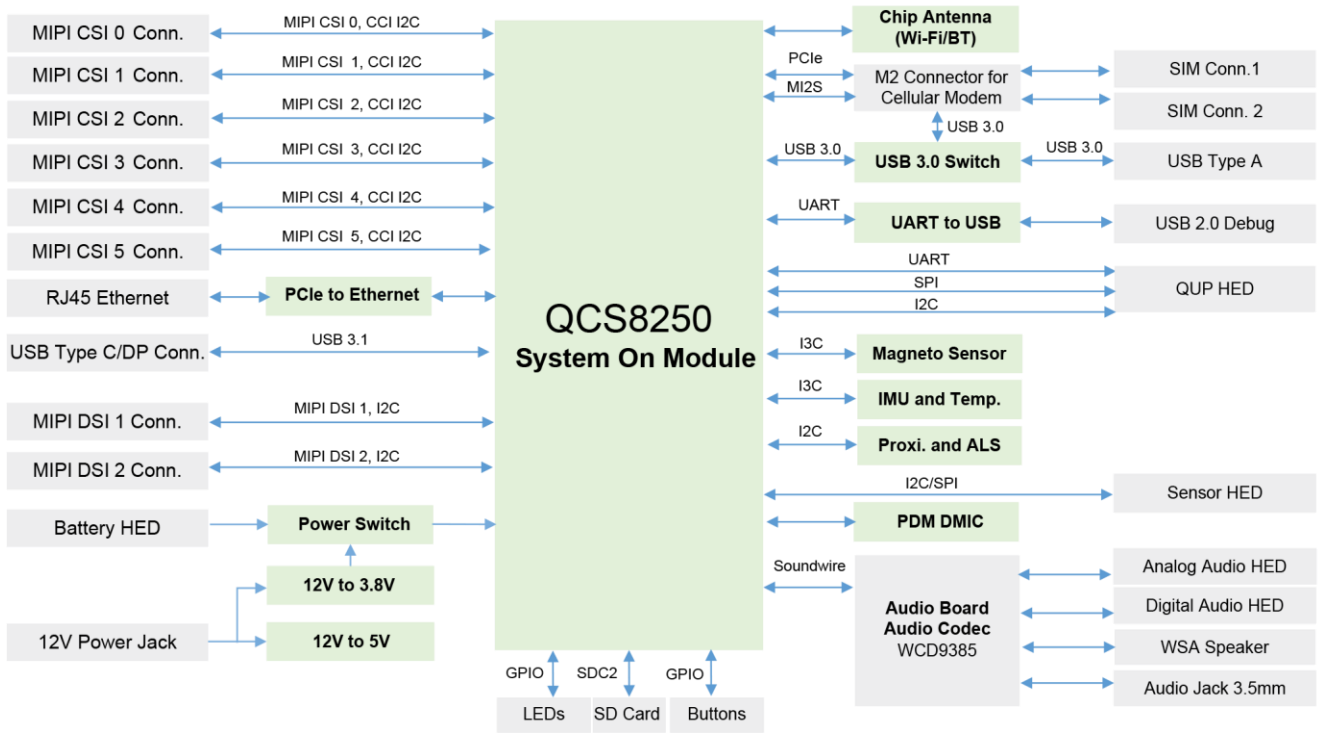 MIPI CSI 0 Conn.
MIPI CSI 0, CCI I2C
MIPI CSI 1 Conn.
MIPI CSI 1, CCI I2C
MIPI CSI 2 Conn.
MIPI CSI 2, CCI I2C
MIPI CSI 3 Conn.
MIPI CSI 3, CCI I2C
MIPI CSI 4 Conn.
MIPI CSI 4, CCI I2C
MIPI CSI 5 Conn.
MIPI CSI 5, CCI I2C
RJ45 Ethernet
PCIe to Ethernet
USB Type C/DP Conn.
USB 3.1
MIPI DSI 1 Conn.
MIPI DSI 1, I2C
MIPI DSI 2 Conn.
MIPI DSI 2, I2C
Battery HED
Power Switch
12V to 3.8V
12V Power Jack
12V to 5V
QCS8250
System On Module
GPIO
SDC2
GPIO
LEDs
SD Card
Buttons
Chip Antenna
(Wi-Fi/BT)
PCIe
MI2S
M2 Connector for
Cellular Modem
SIM Conn.1
SIM Conn. 2
USB 3.0
USB 3.0
USB 3.0 Switch
USB 3.0
USB Type A
UART
UART to USB
USB 2.0 Debug
UART
SPI
I2C
QUP HED
I3C
Magneto Sensor
I3C
IMU and Temp.
I2C
Proxi. and ALS
I2C/SPI
Sensor HED
PDM DMIC
Soundwire
Audio Board
Audio Codec
WCD9385
Analog Audio HED
Digital Audio HED
WSA Speaker
Audio Jack 3.5mm